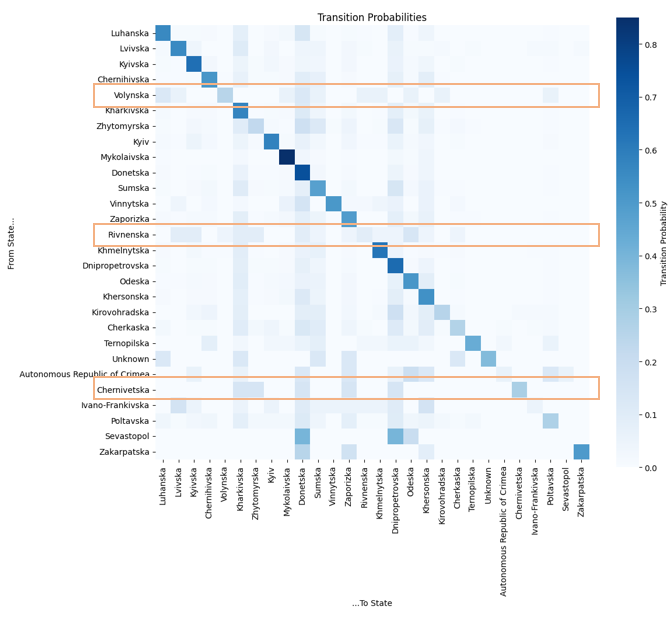 Transition Probabilities
Luhanska
Lvivska
Kyivska
Chernihivska
Volynska
Kharkivska
Zhytomyrska
Kyiv
Mykolaivska
Donetska
Sumska
Vinnytska
Zaporizka
Rivnenska
Khmelnytska
Dnipropetrovska
Odeska
Khersonska
Kirovohradska
Cherkaska
Ternopilska
Unknown
Autonomous Republic of Crimea
Chernivetska
Ivano-Frankivska
Poltavska
Sevastopol
Zakarpatska
From State...
Luhanska
Lvivska
Kyivska
Chernihivska
Volynska
Kharkivska
Zhytomyrska
Kyiv
Mykolaivska
Donetska
Sumska
Vinnytska
Zaporizka
Rivnenska
Khmelnytska
Dnipropetrovska
Odeska
Khersonska
Kirovohradska
Cherkaska
Ternopilska
Unknown
Autonomous Republic of Crimea
Chernivetska
Ivano-Frankivska
Poltavska
Sevastopol
Zakarpatska
...To State
0.8
0.7
0.6
0.5
0.4
0.3
0.2
0.1
0.0
Transition Probability